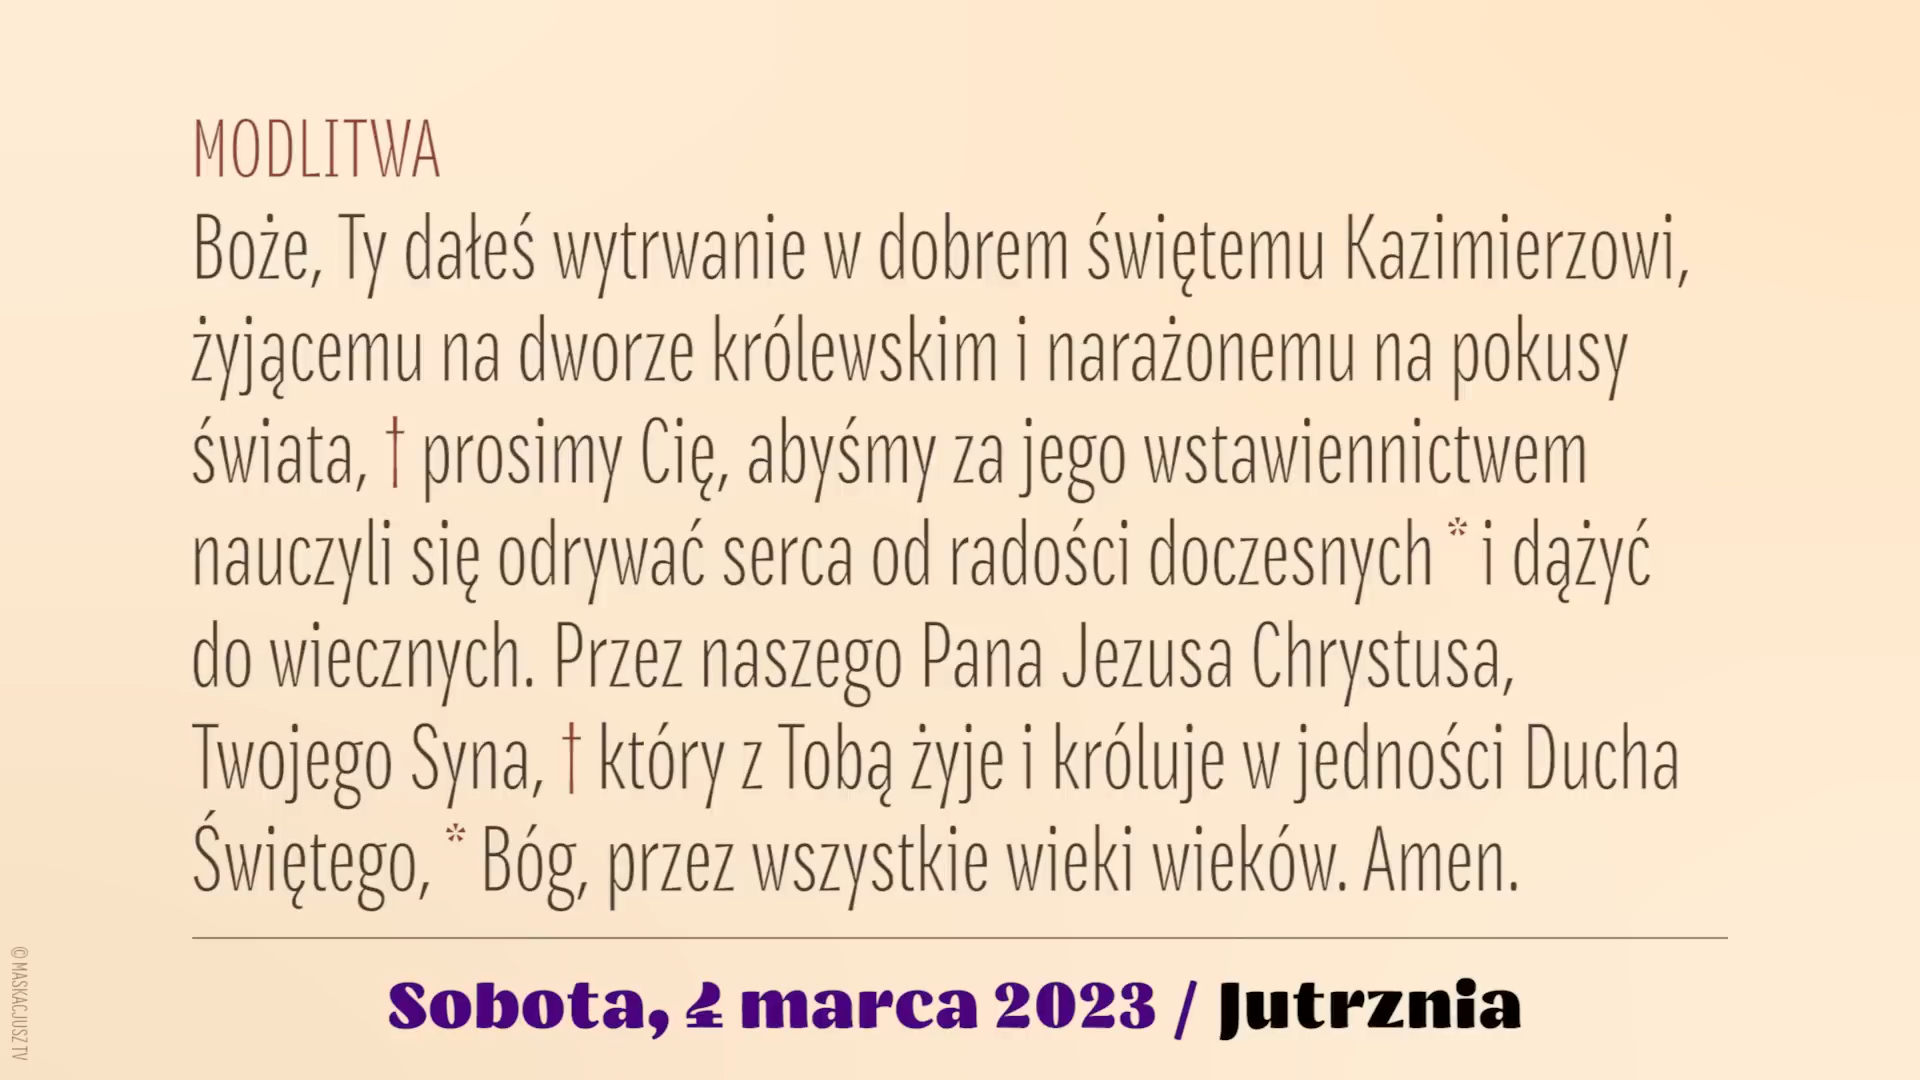 MODLITWA
Boże, Ty dałeś wytrwanie w dobrem świętemu Kazimierzowi,
żyjącemu na dworze królewskim i narażonemu na pokusy
świata, † prosimy Cię, abyśmy za jego wstawiennictwem
nauczyli się odrywać serca od radości doczesnych * i dążyć
do wiecznych. Przez naszego Pana Jezusa Chrystusa,
Twojego Syna, † który z Tobą żyje i króluje w jedności Ducha
Świętego, * Bóg, przez wszystkie wieki wieków. Amen.
Sobota, 4 marca 2023 / Jutrznia
© MASKACJUSZ TV